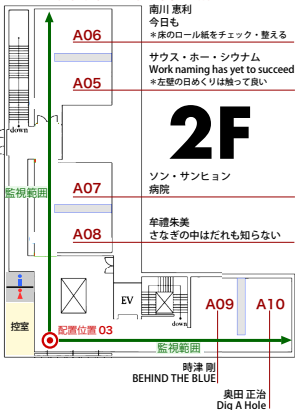 南川 恵利
今日も
*床のロール紙をチェック・整える
A06
サウス・ホー・シウナム
Work naming has yet to succeed
*左壁の日めくりは触って良い
A05
down
2F
ソン・サンヒョン
病院
A07
監視範囲
牟禮朱美
さなぎの中はだれも知らない
A08
EV
down
A09
A10
控室
配置位置 03
監視範囲
時津 剛
BEHIND THE BLUE
奥田 正治
Dig A Hole